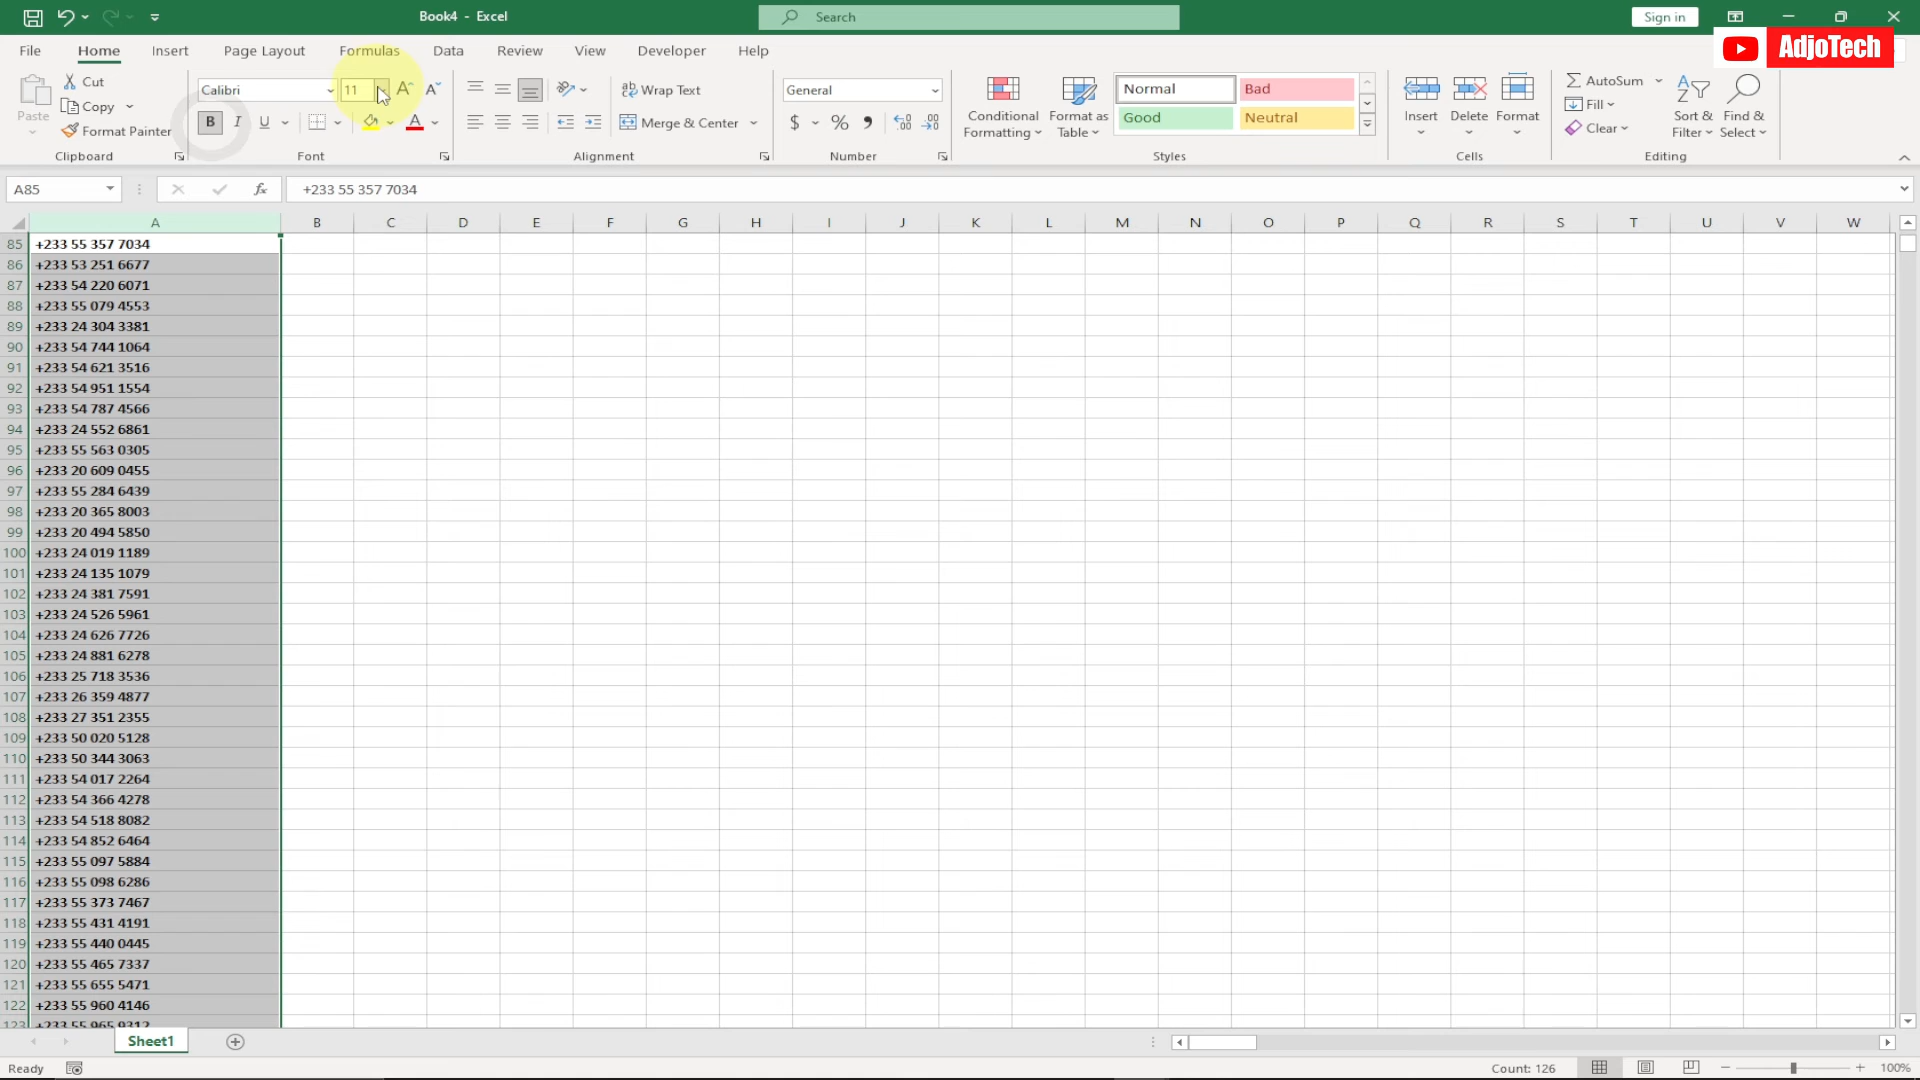 Book4 - Excel
Search
Sign in
AdjoTech
File Home Insert Page Layout Formulas Data Review View Developer Help
Paste
Cut
Copy
Format Painter
Clipboard
Calibri 11
B I U
Font
Wrap Text
Merge & Center
Alignment
General
$ % 9
Number
Conditional Formatting
Format as Table
Normal Bad
Good Neutral
Styles
Insert Delete Format
Cells
AutoSum
Fill
Clear
Sort & Filter
Find & Select
Editing
A85 fx +233 55 357 7034
A B C D E F G H I J K L M N O P Q R S T U V W
85 +233 55 357 7034
86 +233 53 251 6677
87 +233 54 220 6071
88 +233 55 079 4553
89 +233 24 304 3381
90 +233 54 744 1064
91 +233 54 621 3516
92 +233 54 951 1554
93 +233 54 787 4566
94 +233 24 552 6861
95 +233 55 563 0305
96 +233 20 609 0455
97 +233 55 284 6439
98 +233 20 365 8003
99 +233 20 494 5850
100 +233 24 019 1189
101 +233 24 135 1079
102 +233 24 381 7591
103 +233 24 526 5961
104 +233 24 626 7726
105 +233 24 881 6278
106 +233 25 718 3536
107 +233 26 359 4877
108 +233 27 351 2355
109 +233 50 020 5128
110 +233 50 344 3063
111 +233 54 017 2264
112 +233 54 366 4278
113 +233 54 518 8082
114 +233 54 852 6464
115 +233 55 097 5884
116 +233 55 098 6286
117 +233 55 373 7467
118 +233 55 431 4191
119 +233 55 440 0445
120 +233 55 465 7337
121 +233 55 655 5471
122 +233 55 960 4146
123 +233 55 965 9312
Sheet1
Ready
Count: 126
100%